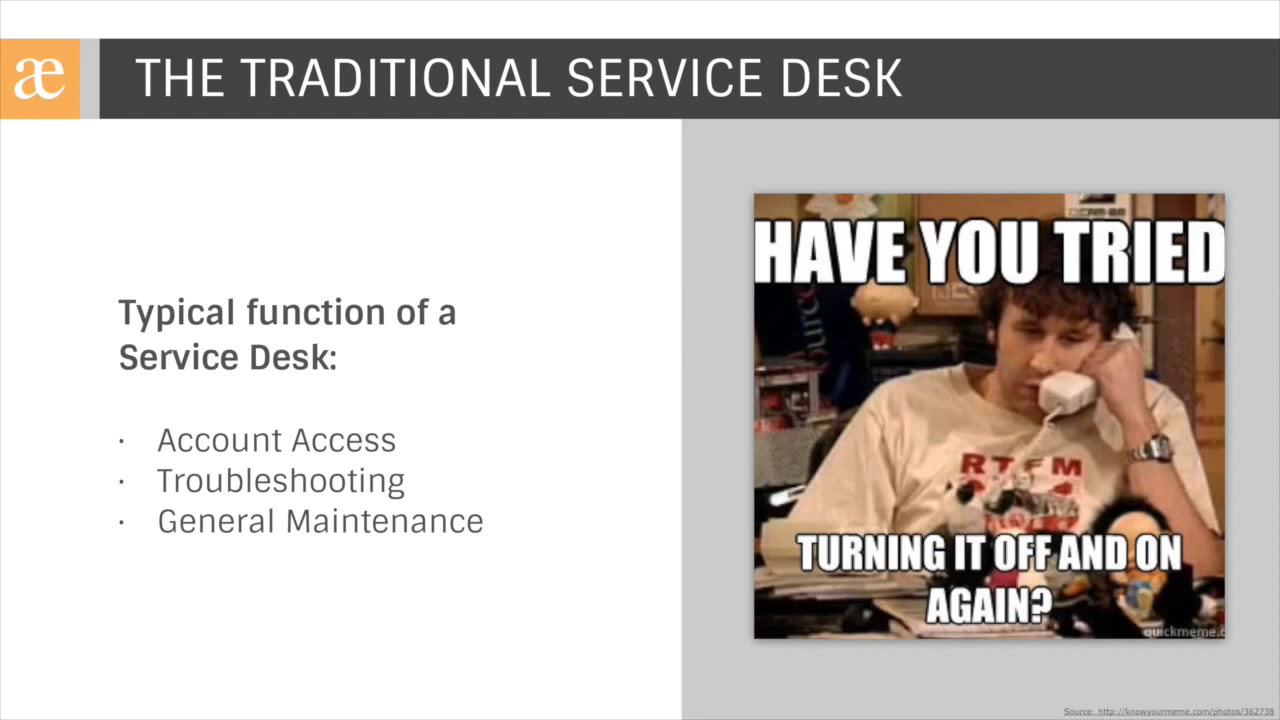 æ
THE TRADITIONAL SERVICE DESK
Typical function of a
Service Desk:
· Account Access
· Troubleshooting
· General Maintenance
HAVE YOU TRIED
RTFM
TURNING IT OFF AND ON
AGAIN?
quickmeme.c
Source: http://knowyourmeme.com/photos/362738